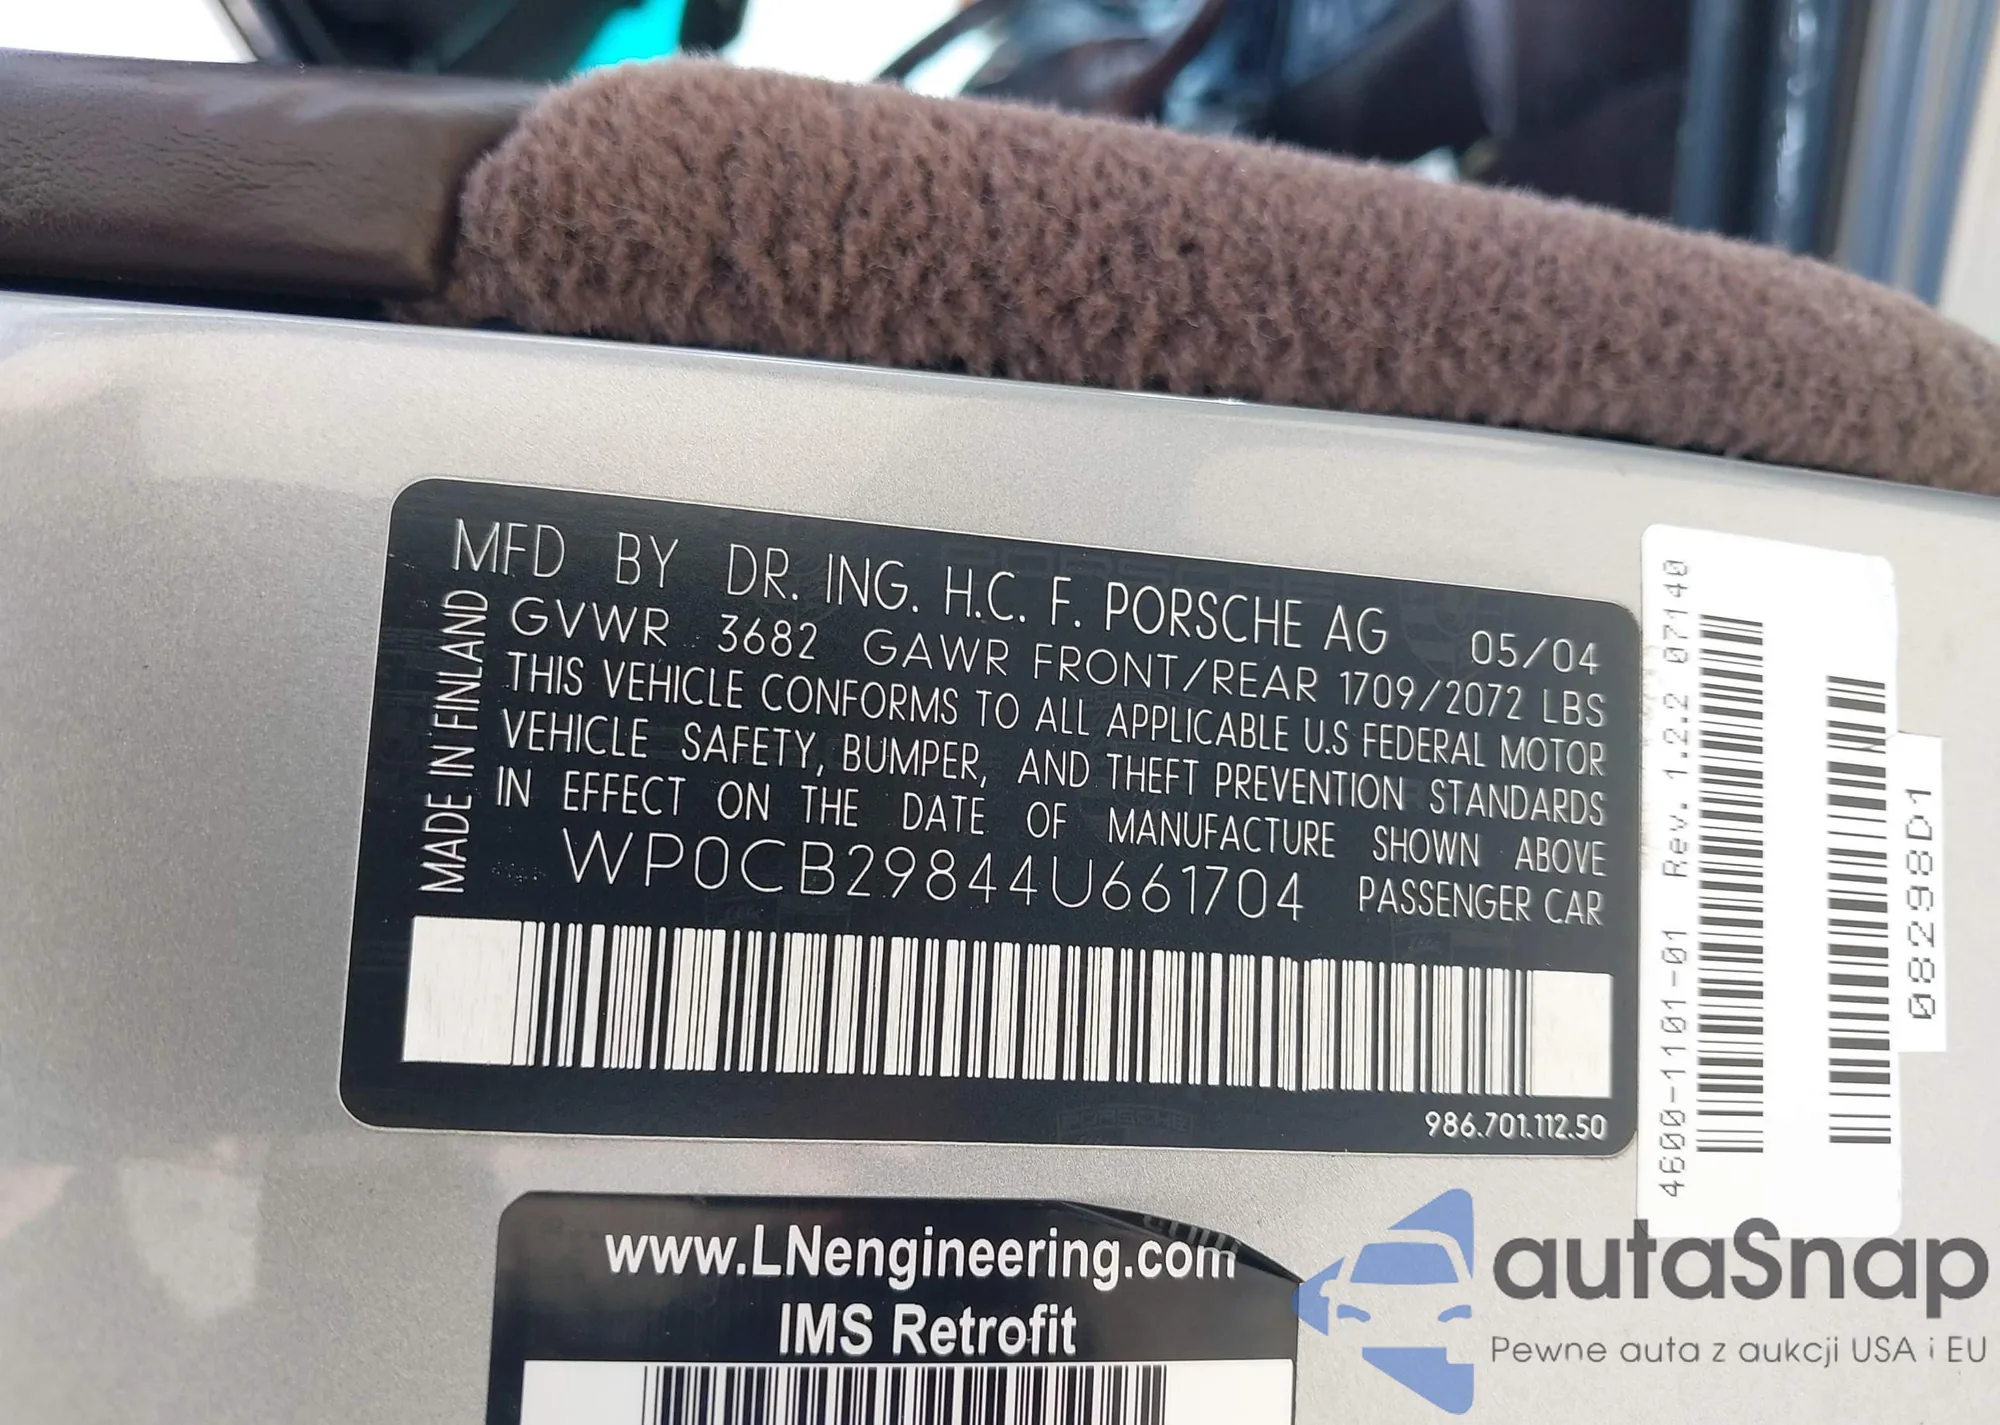 MFD BY DR. ING. H.C. F. PORSCHE AG 05/04
GVWR 3682 GAWR FRONT/REAR 1709/2072 LBS
THIS VEHICLE CONFORMS TO ALL APPLICABLE U.S FEDERAL MOTOR
VEHICLE SAFETY, BUMPER, AND THEFT PREVENTION STANDARDS
IN EFFECT ON THE DATE OF MANUFACTURE SHOWN ABOVE
WP0CB29844U661704 PASSENGER CAR
MADE IN FINLAND
986.701.112.50
4600-1101-01 Rev. 1.2.2 07140
08298D1
www.LNengineering.com
IMS Retrofit
autaSnap
Pewne auta z aukcji USA i EU